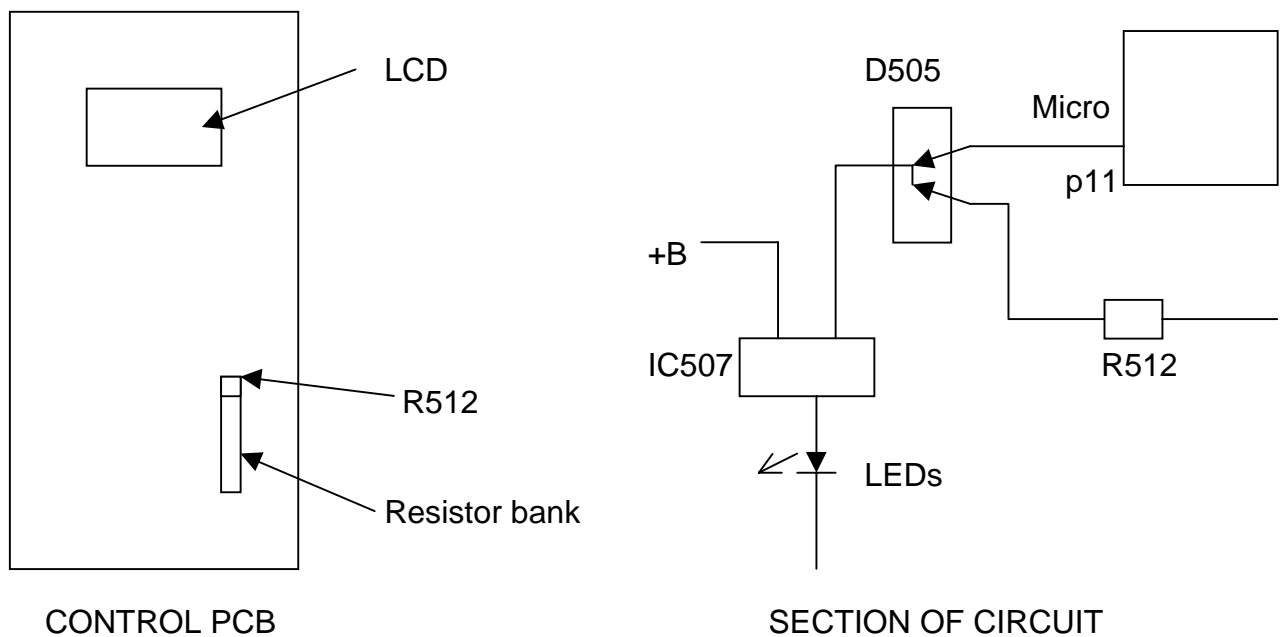 LCD
R512
Resistor bank
CONTROL PCB
D505
Micro
p11
+B
IC507
R512
LEDs
SECTION OF CIRCUIT